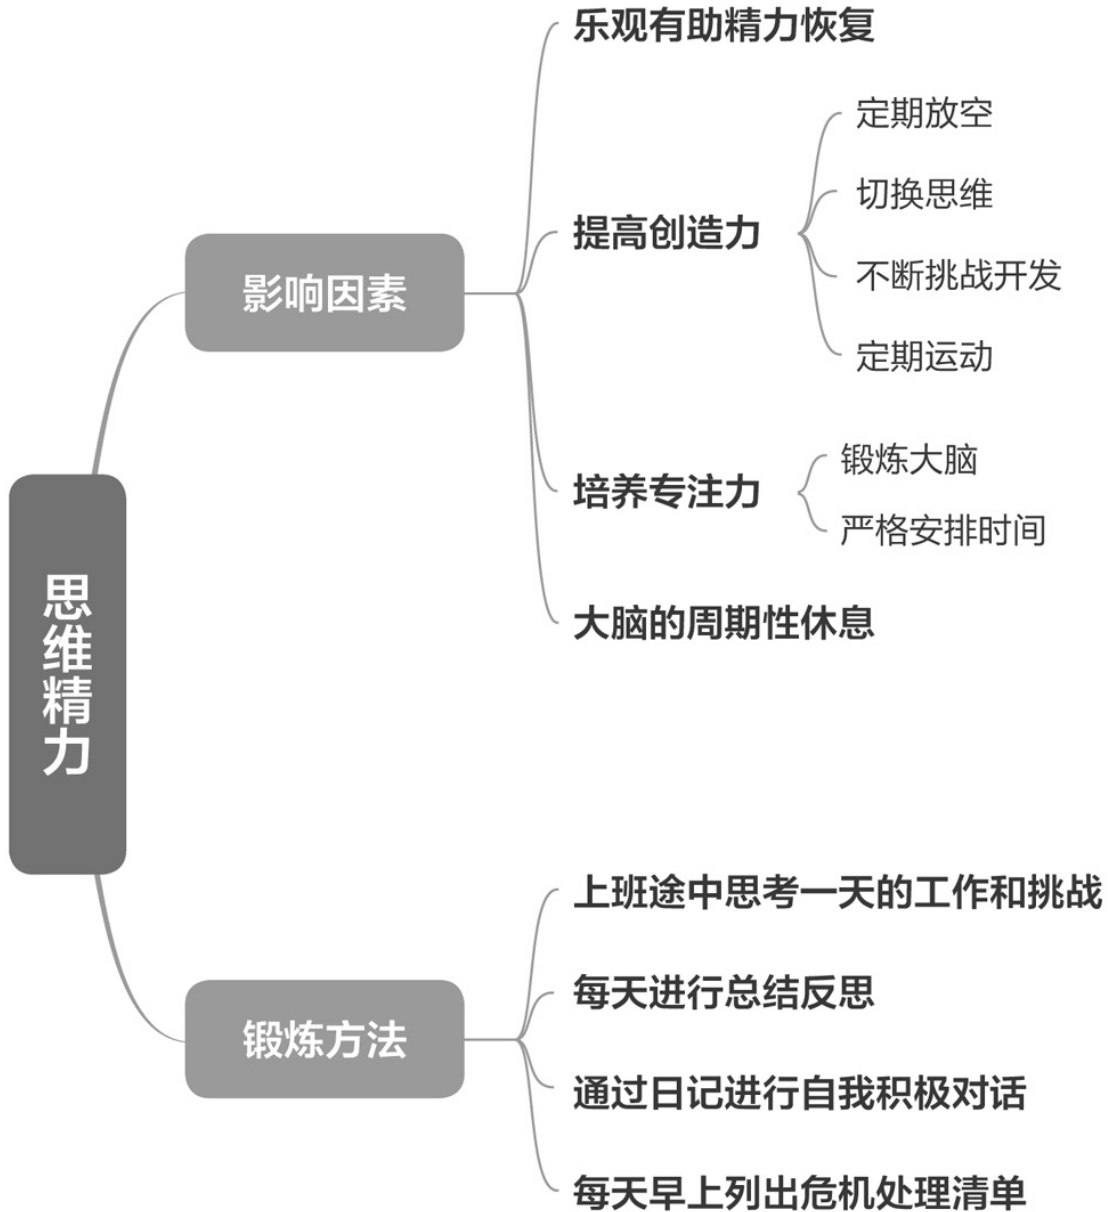 思维精力
影响因素
乐观有助精力恢复
提高创造力
定期放空
切换思维
不断挑战开发
定期运动
培养专注力
锻炼大脑
严格安排时间
大脑的周期性休息
锻炼方法
上班途中思考一天的工作和挑战
每天进行总结反思
通过日记进行自我积极对话
每天早上列出危机处理清单